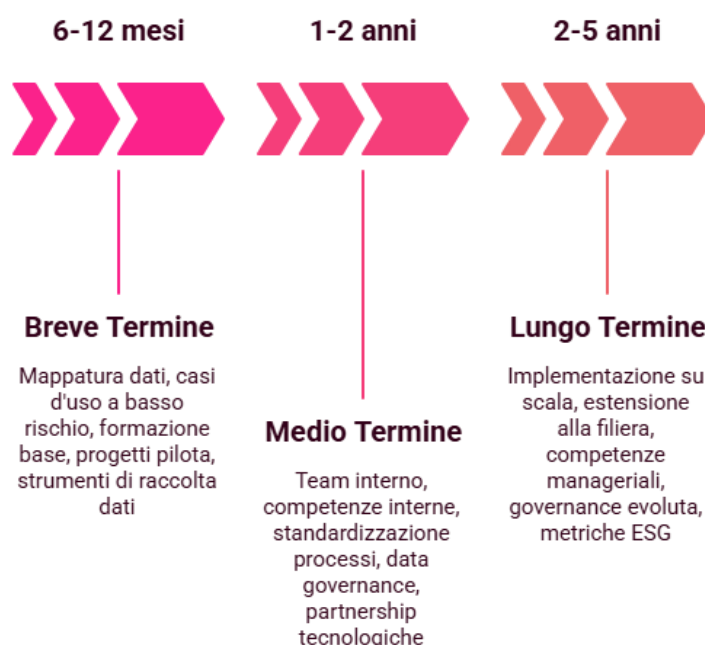 6-12 mesi
1-2 anni
2-5 anni
Breve Termine
Mappatura dati, casi
d'uso a basso
rischio, formazione
base, progetti pilota,
strumenti di raccolta
dati
Medio Termine
Team interno,
competenze interne,
standardizzazione
processi, data
governance,
partnership
tecnologiche
Lungo Termine
Implementazione su
scala, estensione
alla filiera,
competenze
manageriali,
governance evoluta,
metriche ESG